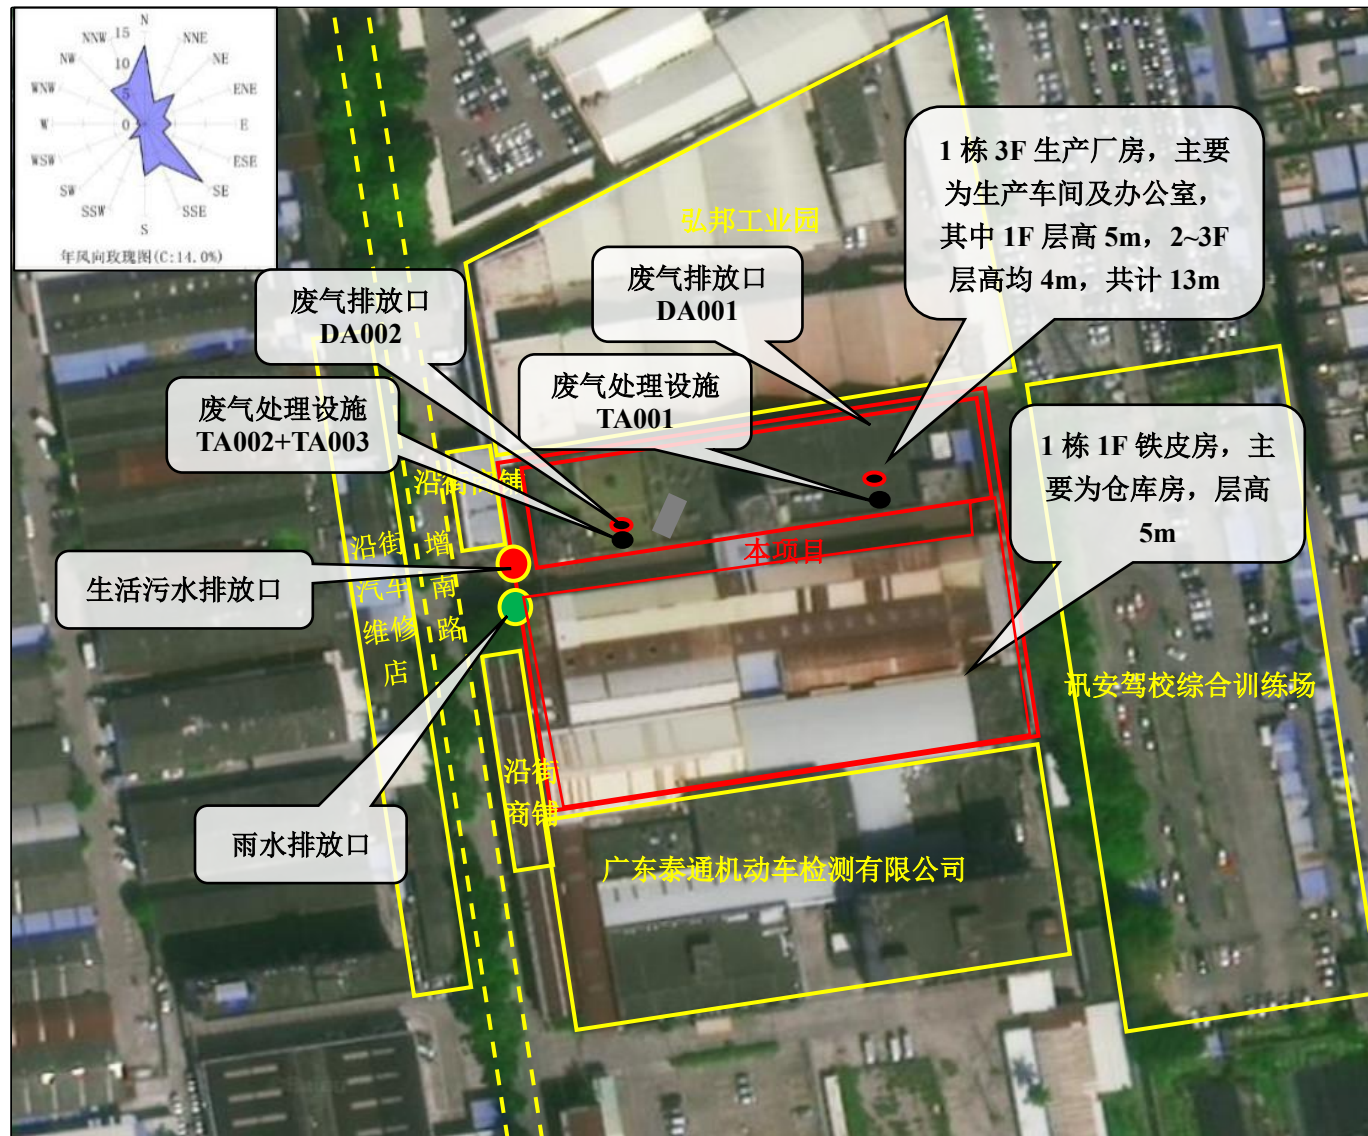 N
NNE
NE
ENE
E
ESE
SE
SSE
S
SSW
SW
WSW
W
WNW
NW
NNW
15
10
5
0
年风向玫瑰图(C:14.0%)
1 栋 3F 生产厂房，主要
为生产车间及办公室，
其中 1F 层高 5m，2~3F
层高均 4m，共计 13m
弘邦工业园
废气排放口
DA001
废气排放口
DA002
废气处理设施
TA001
废气处理设施
TA002+TA003
1 栋 1F 铁皮房，主
要为仓库房，层高
5m
沿街商铺
本项目
沿街
汽车
维修
店
增
南
路
生活污水排放口
讯安驾校综合训练场
沿街
商铺
雨水排放口
广东泰通机动车检测有限公司